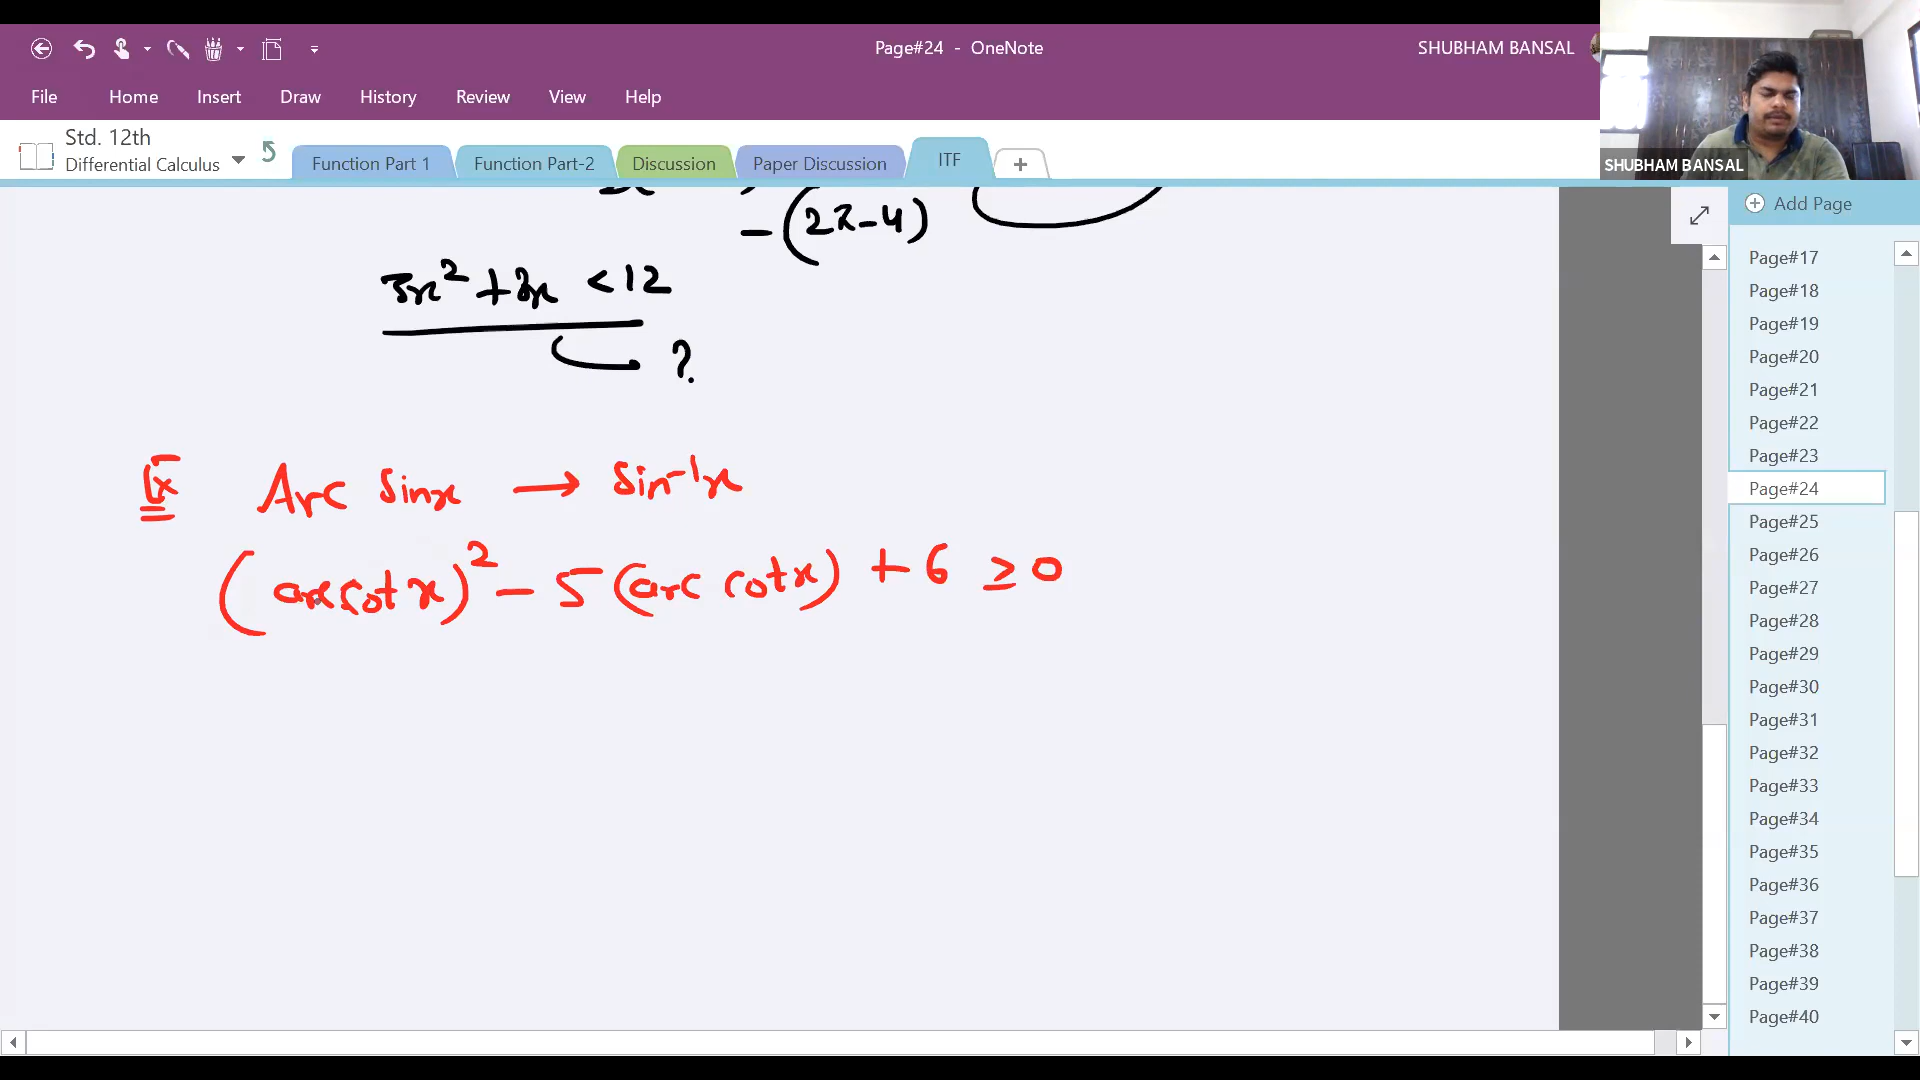 Page#24 - OneNote
SHUBHAM BANSAL
File Home Insert Draw History Review View Help
SHUBHAM BANSAL
Std. 12th
Differential Calculus
Function Part 1
Function Part-2
Discussion
Paper Discussion
ITF
+
Add Page
-(2x-4)
x² + x < 12
?
Ex Arc sinx → sin⁻¹x
(arc cot x)² - 5 (arc cot x) + 6 ≥ 0
Page#17
Page#18
Page#19
Page#20
Page#21
Page#22
Page#23
Page#24
Page#25
Page#26
Page#27
Page#28
Page#29
Page#30
Page#31
Page#32
Page#33
Page#34
Page#35
Page#36
Page#37
Page#38
Page#39
Page#40